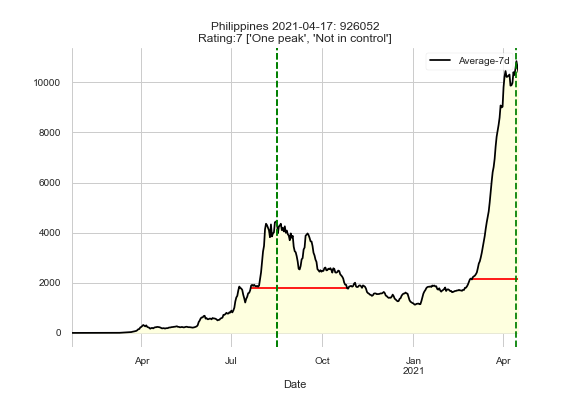 Philippines 2021-04-17: 926052
Rating:7 ['One peak', 'Not in control']
Average-7d
10000
8000
6000
4000
2000
0
Apr
Jul
Oct
Jan
2021
Apr
Date